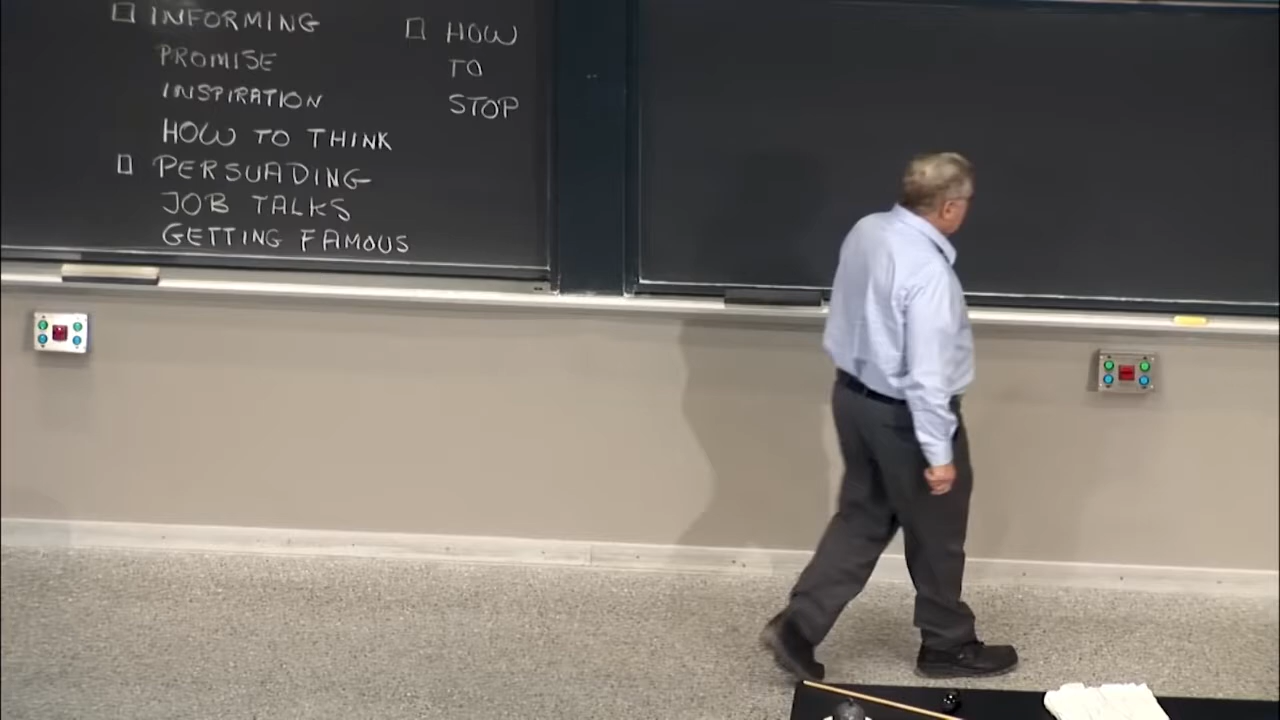 INFORMING
PROMISE
INSPIRATION
HOW TO THINK
PERSUADING
JOB TALKS
GETTING FAMOUS
HOW
TO
STOP